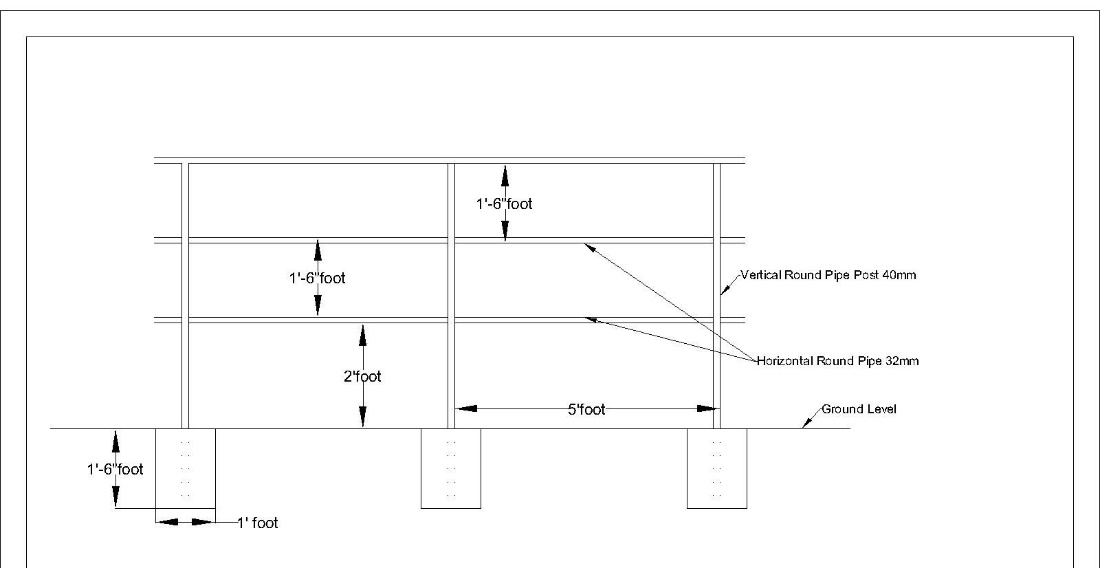 1'-6"foot
1'-6"foot
Vertical Round Pipe Post 40mm
Horizontal Round Pipe 32mm
2'foot
5'foot
Ground Level
1'-6"foot
1' foot